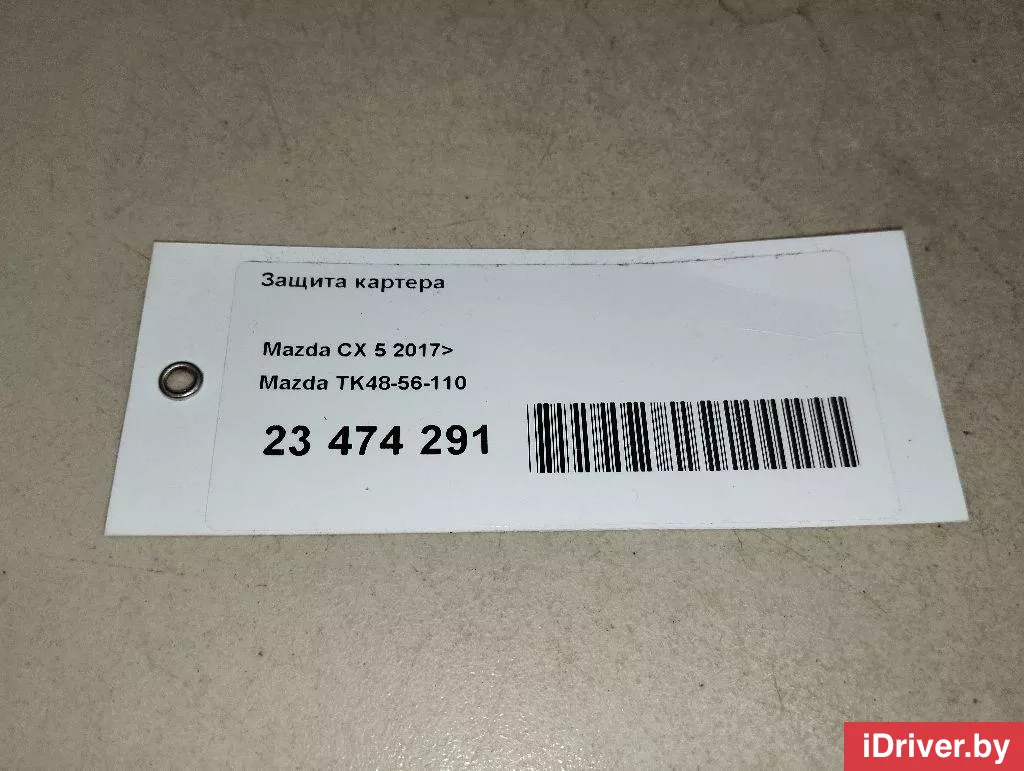 Защита картера
Mazda CX 5 2017>
Mazda TK48-56-110
23 474 291
iDriver.by